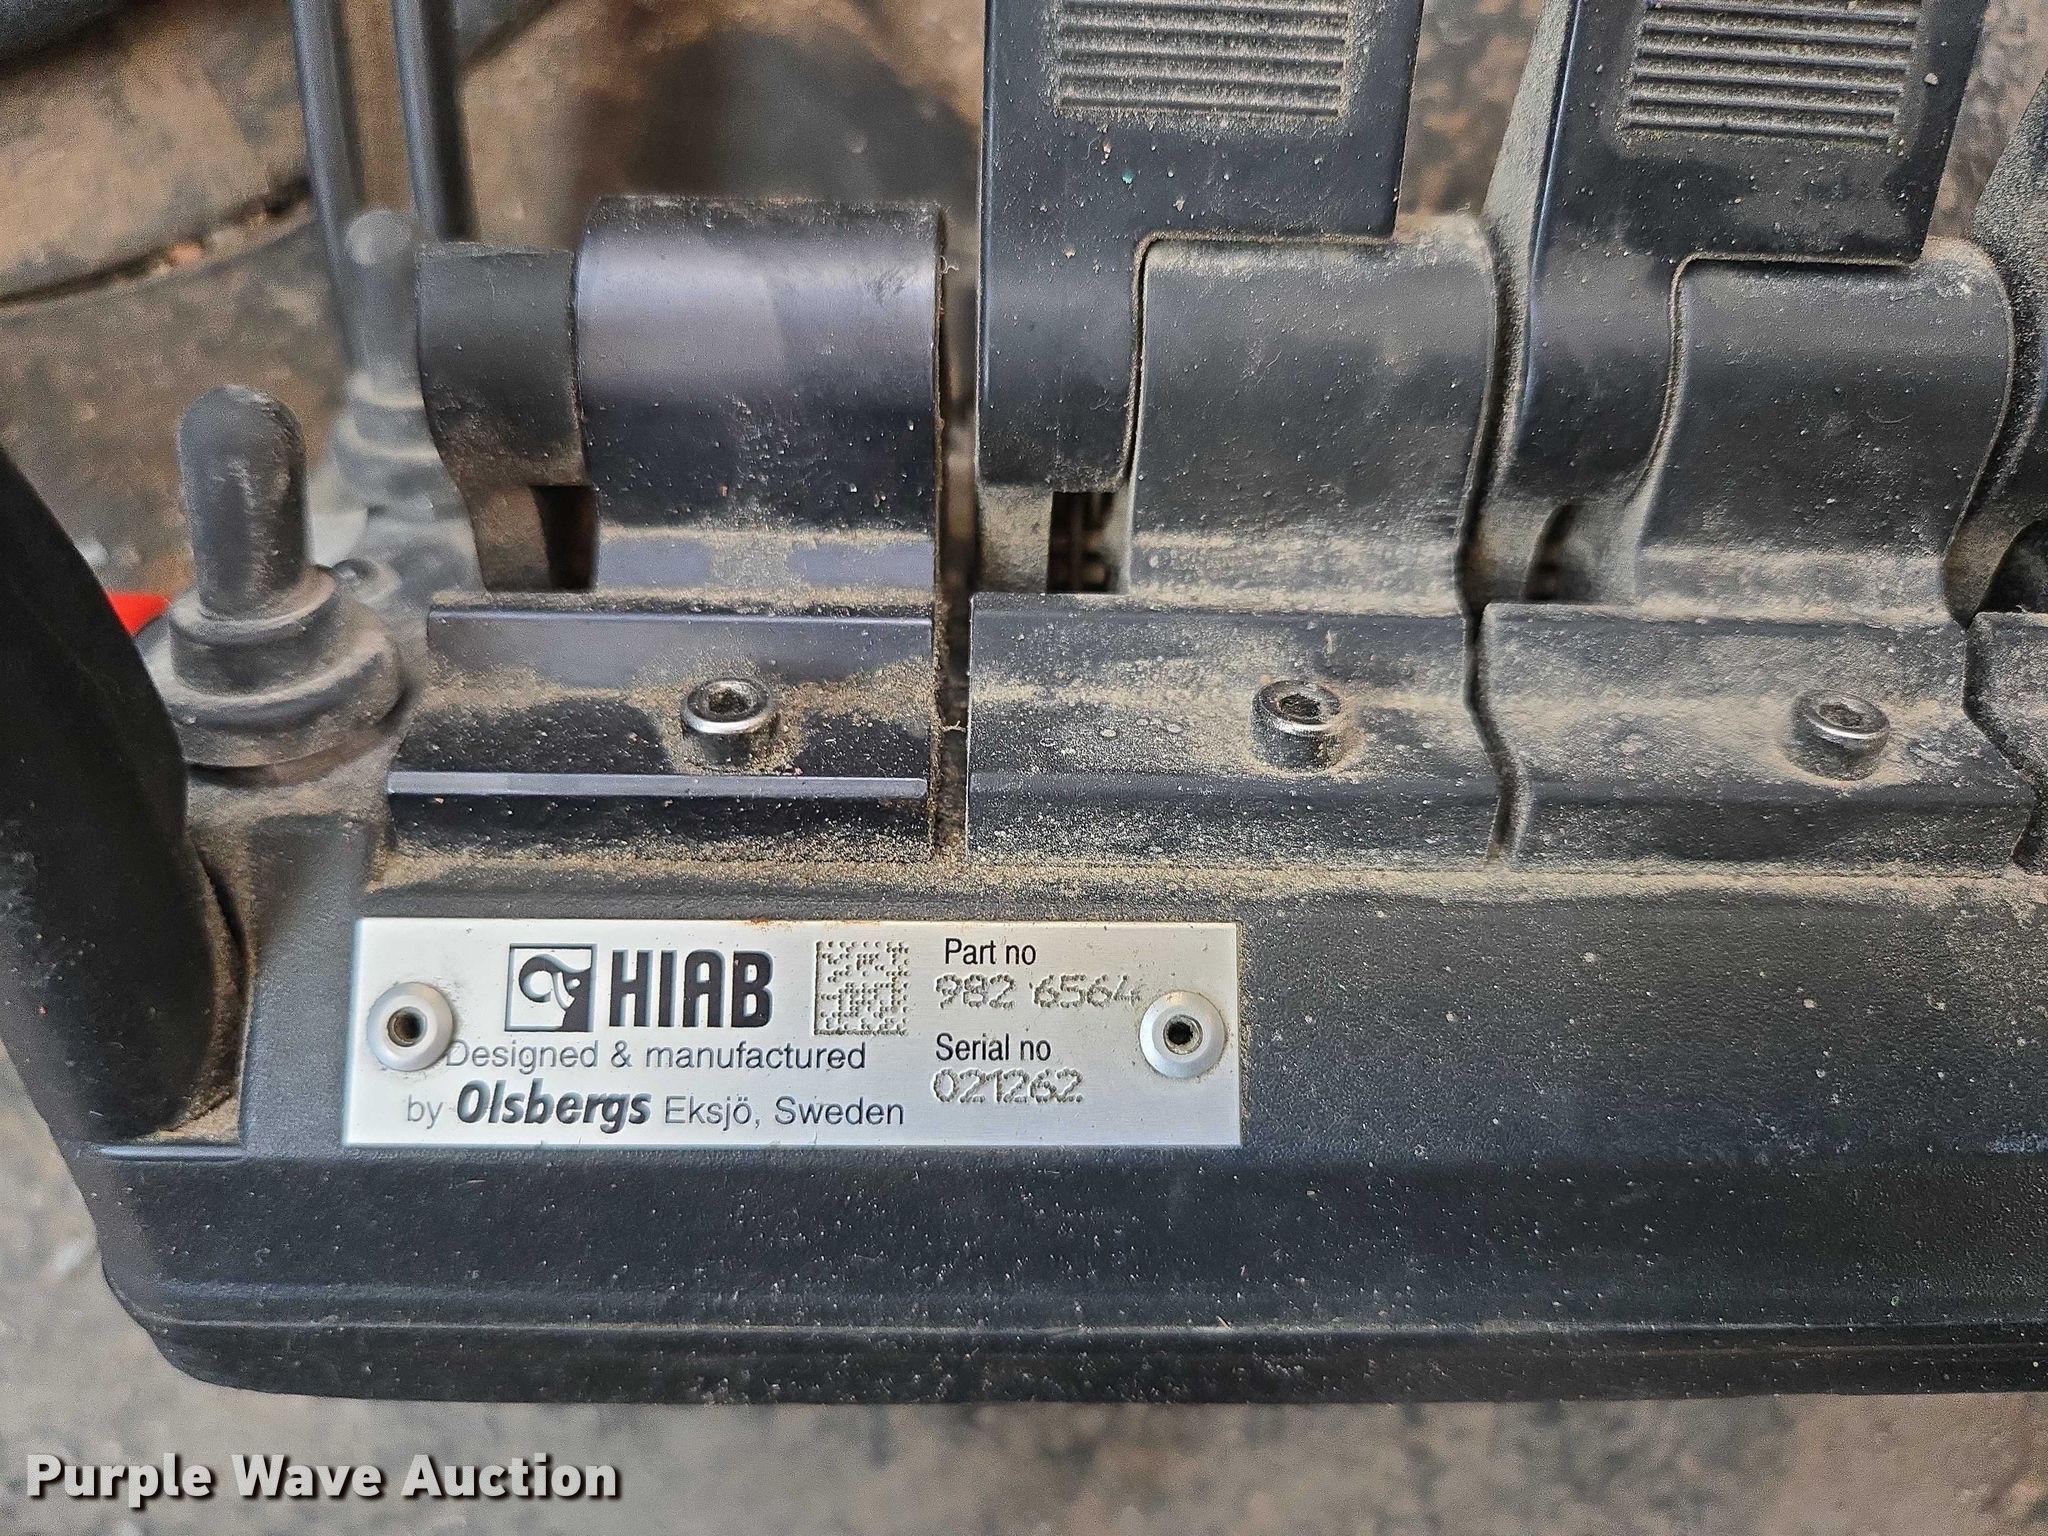 HIAB
Designed & manufactured
by Olsbergs Eksjö, Sweden
Part no
982 6564
Serial no
021262
Purple Wave Auction